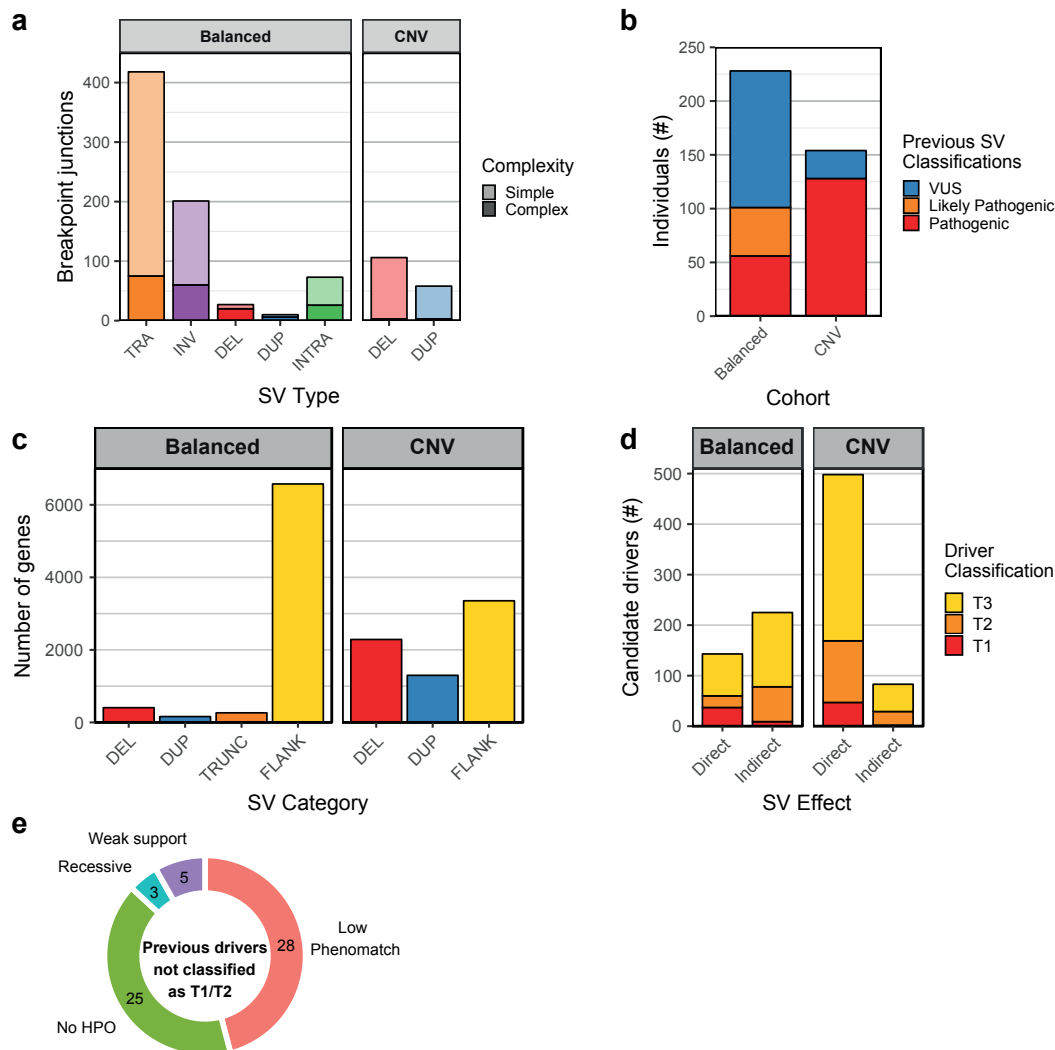 a
Balanced
CNV
Breakpoint junctions
400
300
200
100
0
TRA
INV
DEL
DUP
INTRA
DEL
DUP
SV Type
Complexity
Simple
Complex
b
Individuals (#)
250
200
150
100
50
0
Balanced
CNV
Cohort
Previous SV
Classifications
VUS
Likely Pathogenic
Pathogenic
c
Balanced
CNV
Number of genes
6000
4000
2000
0
DEL
DUP
TRUNC
FLANK
DEL
DUP
FLANK
SV Category
d
Balanced
CNV
Candidate drivers (#)
500
400
300
200
100
0
Direct
Indirect
Direct
Indirect
SV Effect
Driver
Classification
T3
T2
T1
e
Weak support
Recessive
5
3
Low
Phenomatch
28
Previous drivers
not classified
as T1/T2
25
No HPO